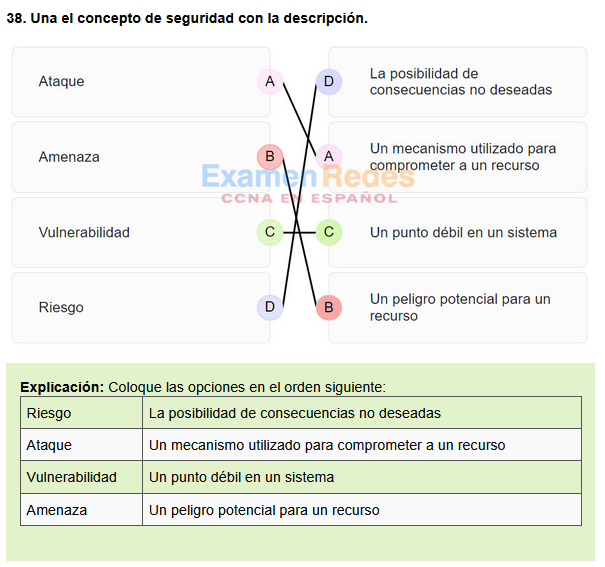 38. Una el concepto de seguridad con la descripción.
Ataque
A
D
La posibilidad de
consecuencias no deseadas
Amenaza
B
A
Un mecanismo utilizado para
comprometer a un recurso
ExamenRedes
CCNA EN ESPAÑOL
Vulnerabilidad
C
C
Un punto débil en un sistema
Riesgo
D
B
Un peligro potencial para un
recurso
Explicación: Coloque las opciones en el orden siguiente:
Riesgo La posibilidad de consecuencias no deseadas
Ataque Un mecanismo utilizado para comprometer a un recurso
Vulnerabilidad Un punto débil en un sistema
Amenaza Un peligro potencial para un recurso